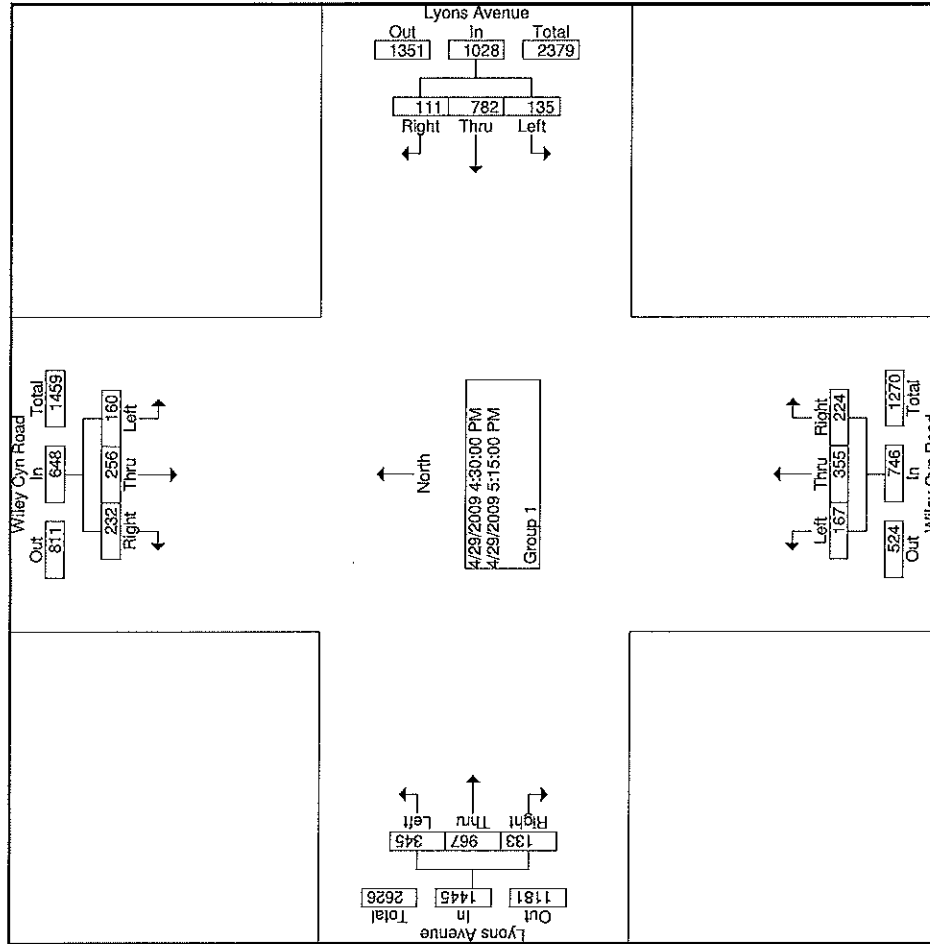 Lyons Avenue
Out In Total
1351 1028 2379
111 782 135
Right Thru Left
Wiley Cyn Road
Out In Total
811 648 1459
232 256 160
Right Thru Left
North
4/29/2009 4:30:00 PM
4/29/2009 5:15:00 PM
Group 1
Left Thru Right
167 355 224
524 746 1270
Out In Total
Wiley Cyn Road
Left Thru Right
345 967 133
2626 1445 1181
Total In Out
Lyons Avenue